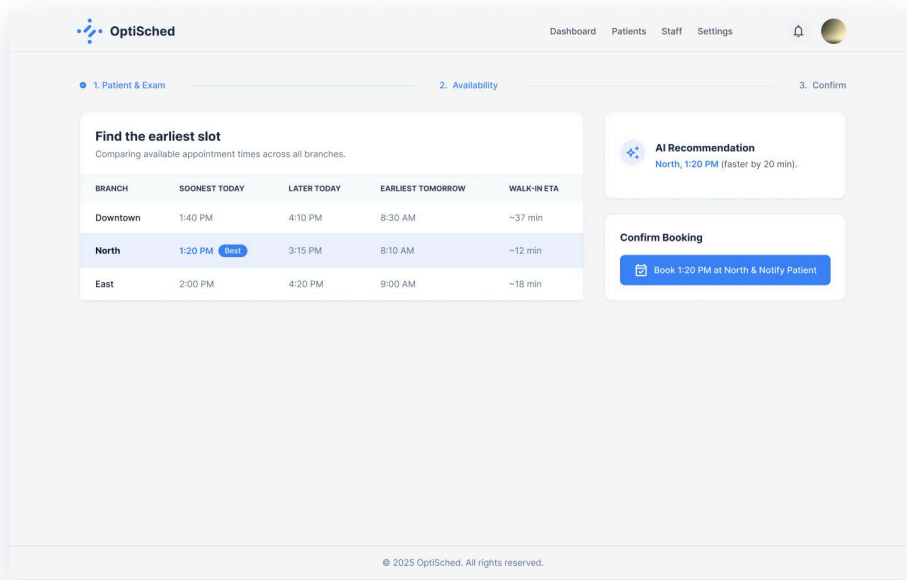 OptiSched
Dashboard Patients Staff Settings
1. Patient & Exam
2. Availability
3. Confirm
Find the earliest slot
Comparing available appointment times across all branches.
BRANCH SOONEST TODAY LATER TODAY EARLIEST TOMORROW WALK-IN ETA
Downtown 1:40 PM 4:10 PM 8:30 AM ~37 min
North 1:20 PM Best 3:15 PM 8:10 AM ~12 min
East 2:00 PM 4:20 PM 9:00 AM ~18 min
AI Recommendation
North, 1:20 PM (faster by 20 min).
Confirm Booking
Book 1:20 PM at North & Notify Patient
© 2025 OptiSched. All rights reserved.